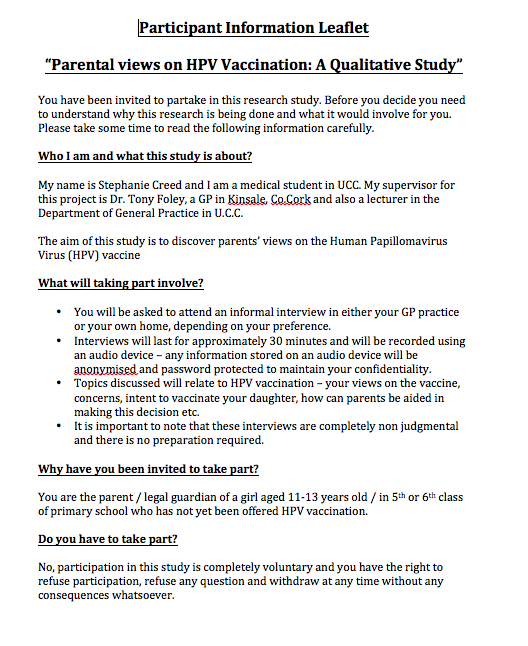 Participant Information Leaflet
“Parental views on HPV Vaccination: A Qualitative Study”
You have been invited to partake in this research study. Before you decide you need
to understand why this research is being done and what it would involve for you.
Please take some time to read the following information carefully.
Who I am and what this study is about?
My name is Stephanie Creed and I am a medical student in UCC. My supervisor for
this project is Dr. Tony Foley, a GP in Kinsale, Co.Cork and also a lecturer in the
Department of General Practice in U.C.C.
The aim of this study is to discover parents’ views on the Human Papillomavirus
Virus (HPV) vaccine
What will taking part involve?
• You will be asked to attend an informal interview in either your GP practice
or your own home, depending on your preference.
• Interviews will last for approximately 30 minutes and will be recorded using
an audio device – any information stored on an audio device will be
anonymised and password protected to maintain your confidentiality.
• Topics discussed will relate to HPV vaccination – your views on the vaccine,
concerns, intent to vaccinate your daughter, how can parents be aided in
making this decision etc.
• It is important to note that these interviews are completely non judgmental
and there is no preparation required.
Why have you been invited to take part?
You are the parent / legal guardian of a girl aged 11-13 years old / in 5th or 6th class
of primary school who has not yet been offered HPV vaccination.
Do you have to take part?
No, participation in this study is completely voluntary and you have the right to
refuse participation, refuse any question and withdraw at any time without any
consequences whatsoever.